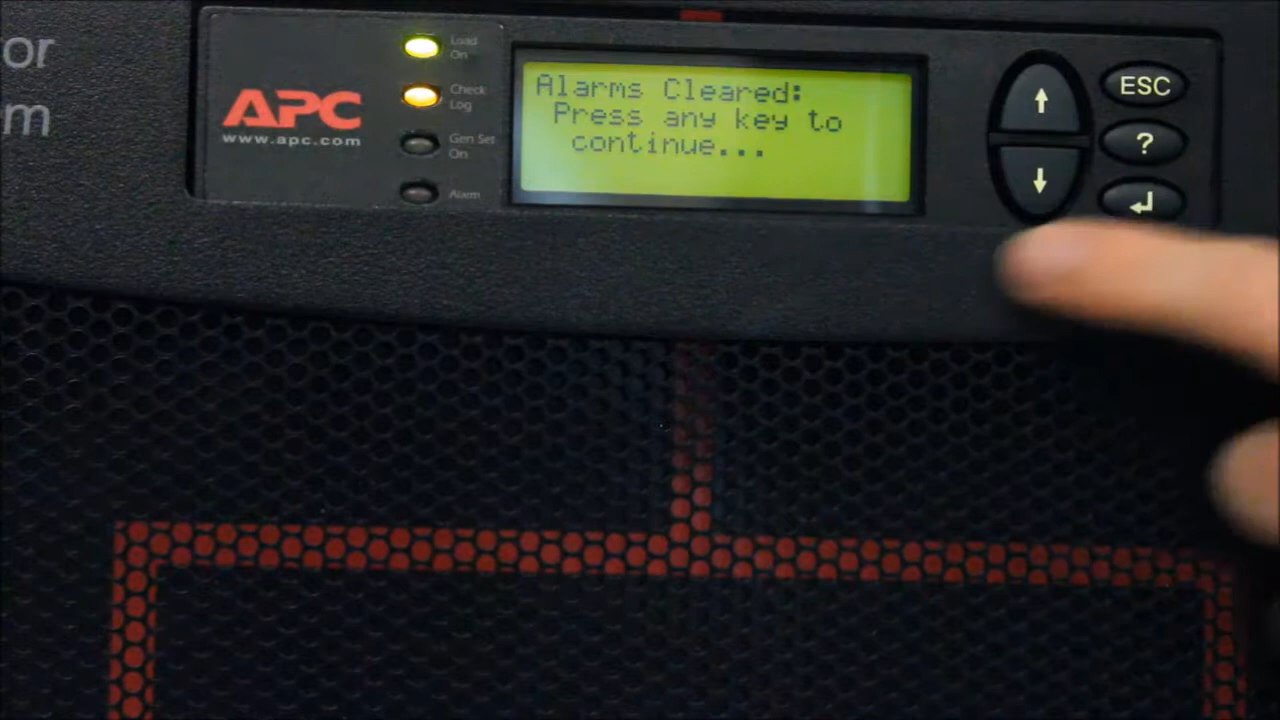 or
m
APC
www.apc.com
Load
On
Check
Log
Gen Set
On
Alarm
Alarms Cleared:
Press any key to
continue...
ESC
?